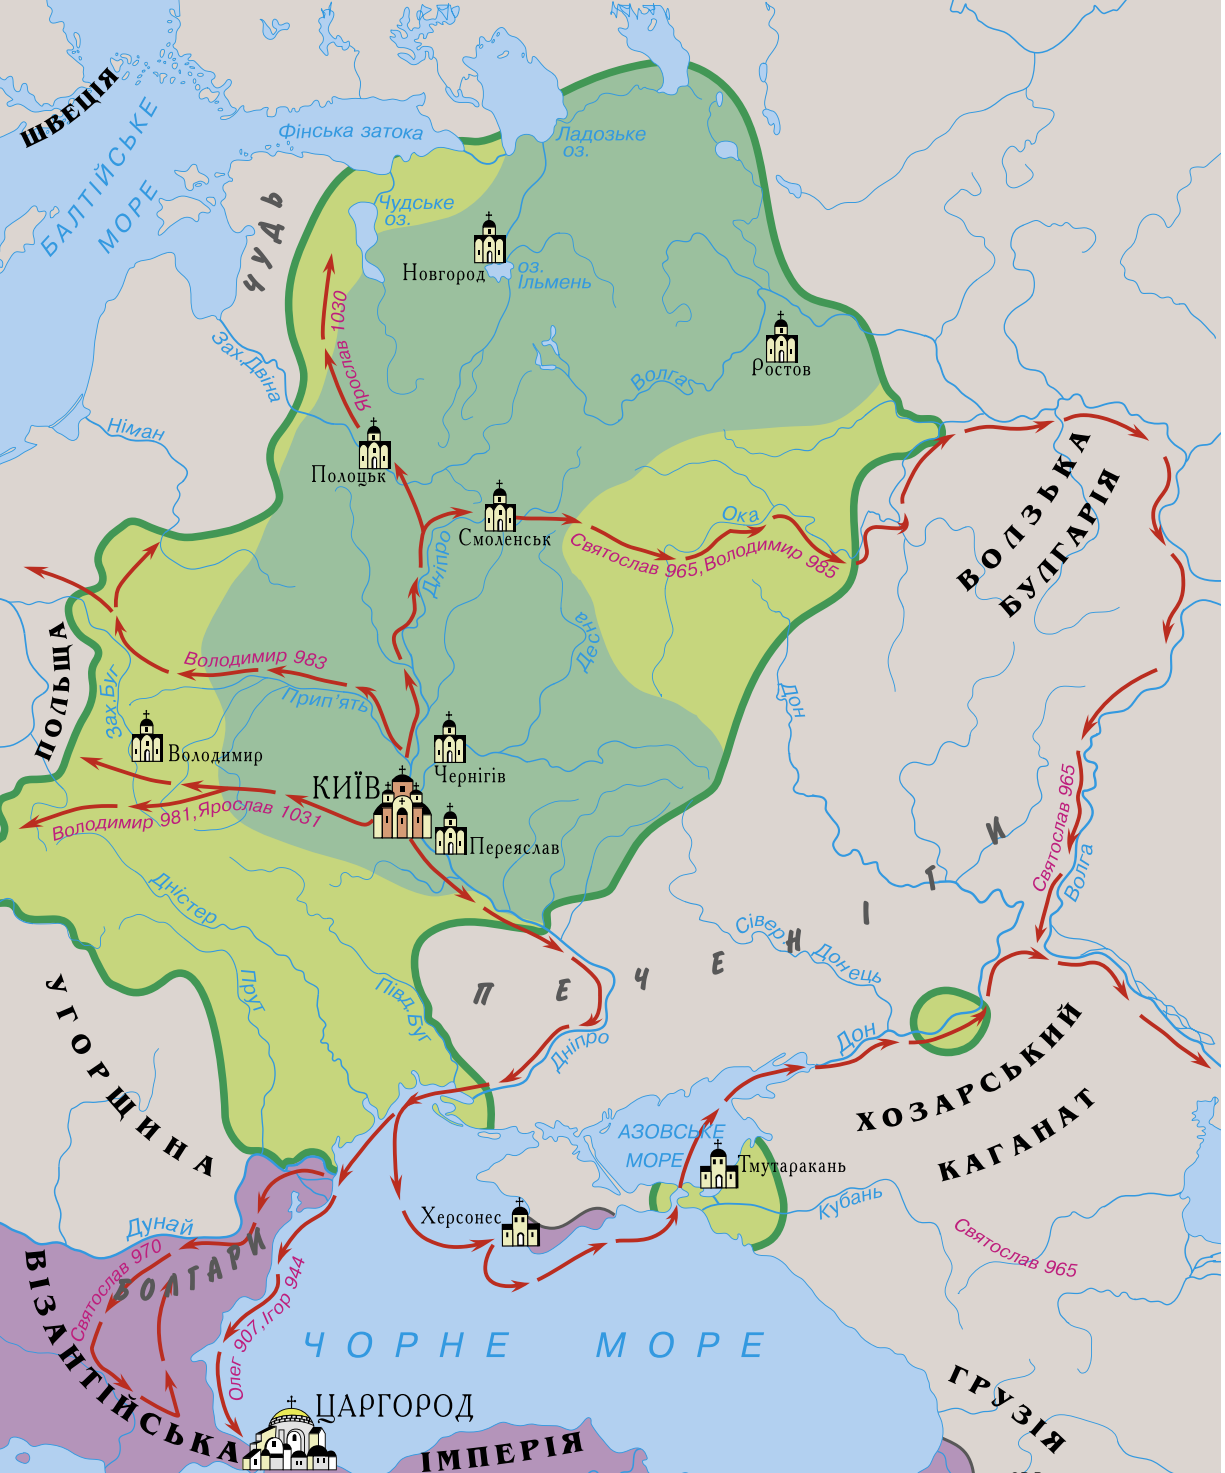 ШВЕЦІЯ
БАЛТІЙСЬКЕ
МОРЕ
Фінська затока
Ладозьке
оз.
ЧУДЬ
Чудське
оз.
Новгород
оз.
Ільмень
Ярослав 1030
Зах.Двіна
Ростов
Волга
Німан
Полоцьк
Смоленськ
Дніпро
Ока
Святослав 965,Володимир 985
ВОЛЗЬКА
БУЛГАРІЯ
Десна
ПОЛЬЩА
Зах.Буг
Володимир 983
Прип’ять
Дон
Володимир
Чернігів
КИЇВ
Переяслав
Володимир 981,Ярослав 1031
Святослав 965
Волга
ПЕЧЕНІГИ
Дністер
Сівер.
Донець
Прут
Півд.Буг
Дніпро
Дон
УГОРЩИНА
ХОЗАРСЬКИЙ
КАГАНАТ
АЗОВСЬКЕ
МОРЕ
Тмутаракань
Кубань
Херсонес
Дунай
Святослав 970
БОЛГАРИ
Святослав 965
Олег 907,Ігор 944
ЧОРНЕ МОРЕ
ВІЗАНТІЙСЬКА
ІМПЕРІЯ
ЦАРГОРОД
ГРУЗІЯ